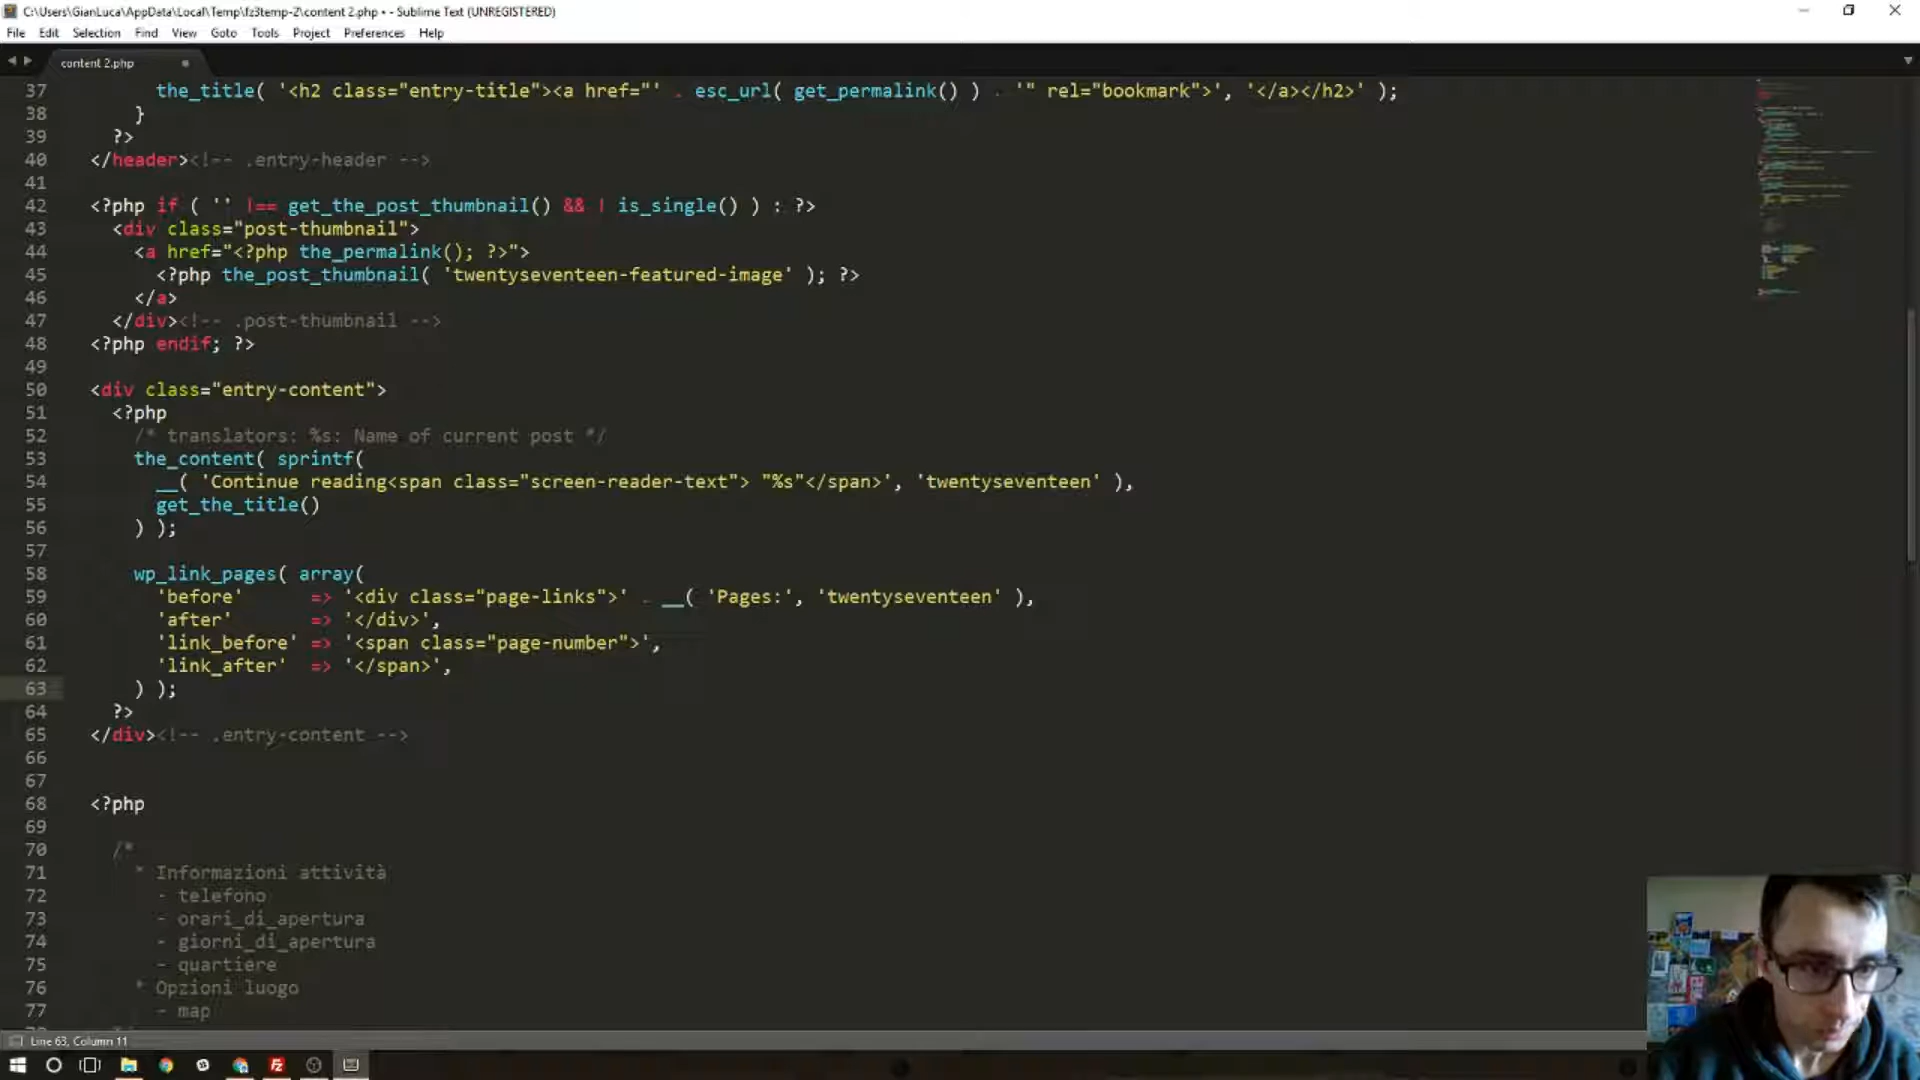 C:\Users\GianLuca\AppData\Local\Temp\fz3temp-2\content 2.php • - Sublime Text (UNREGISTERED)
File Edit Selection Find View Goto Tools Project Preferences Help
content 2.php
37 the_title( '<h2 class="entry-title"><a href="' . esc_url( get_permalink() ) . '" rel="bookmark">', '</a></h2>' );
38 }
39 ?>
40 </header><!-- .entry-header -->
41
42 <?php if ( '' !== get_the_post_thumbnail() && ! is_single() ) : ?>
43 <div class="post-thumbnail">
44 <a href="<?php the_permalink(); ?>">
45 <?php the_post_thumbnail( 'twentyseventeen-featured-image' ); ?>
46 </a>
47 </div><!-- .post-thumbnail -->
48 <?php endif; ?>
49
50 <div class="entry-content">
51 <?php
52 /* translators: %s: Name of current post */
53 the_content( sprintf(
54 __( 'Continue reading<span class="screen-reader-text"> "%s"</span>', 'twentyseventeen' ),
55 get_the_title()
56 ) );
57
58 wp_link_pages( array(
59 'before' => '<div class="page-links">' . __( 'Pages:', 'twentyseventeen' ),
60 'after' => '</div>',
61 'link_before' => '<span class="page-number">',
62 'link_after' => '</span>',
63 ) );
64 ?>
65 </div><!-- .entry-content -->
66
67
68 <?php
69
70 /*
71 * Informazioni attività
72 - telefono
73 - orari_di_apertura
74 - giorni_di_apertura
75 - quartiere
76 * Opzioni luogo
77 - map
Line 63, Column 11